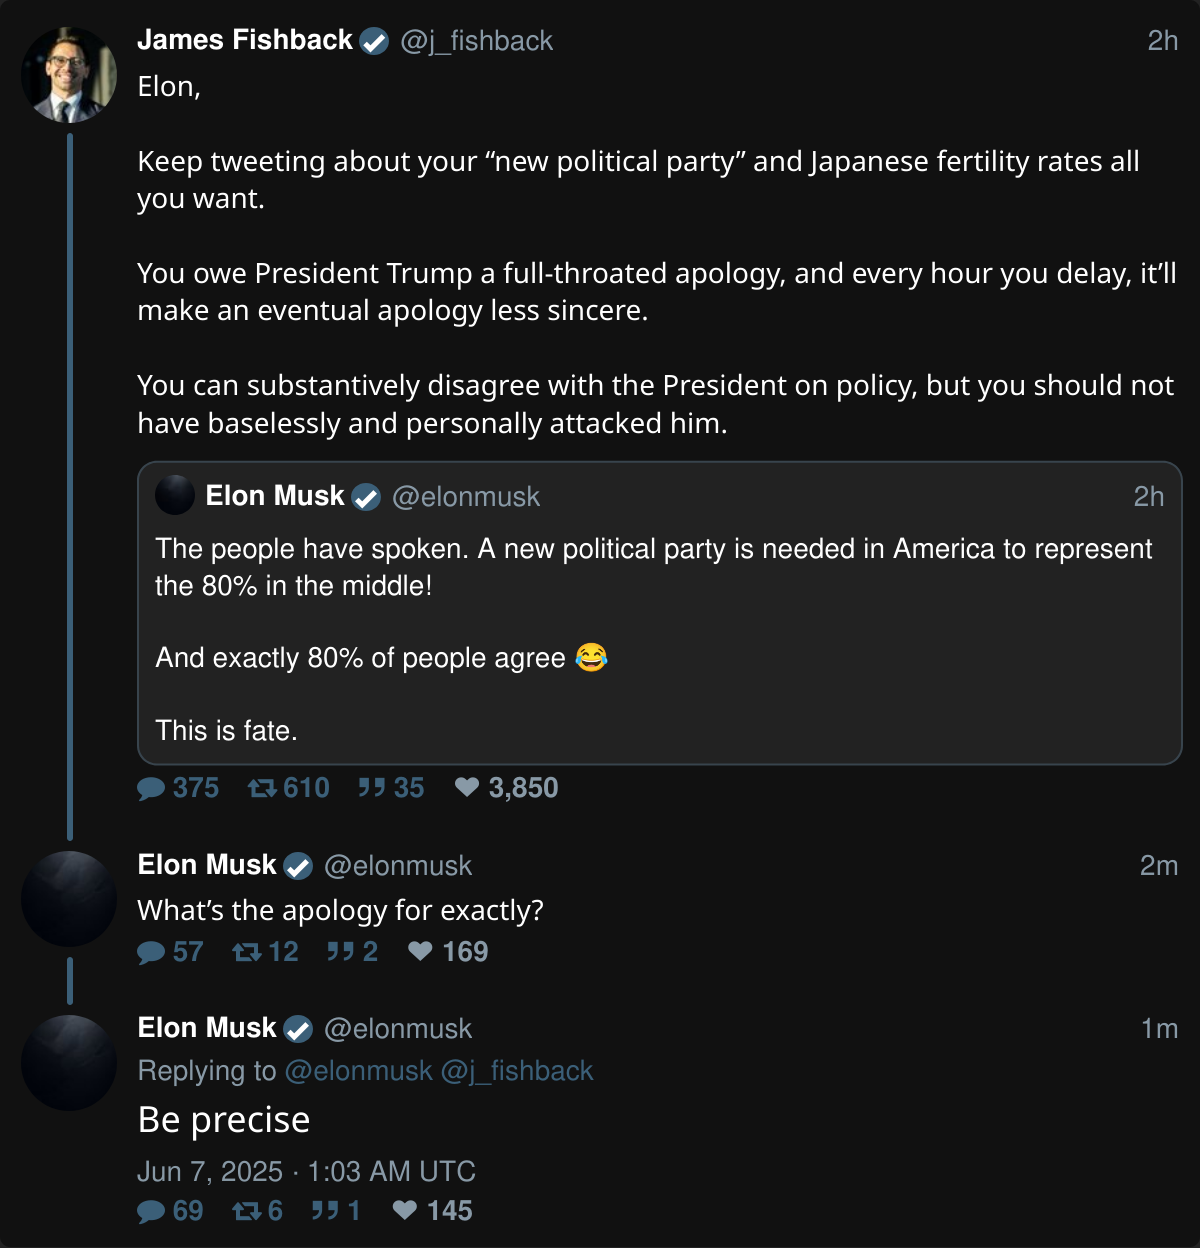 James Fishback @j_fishback 2h
Elon,
Keep tweeting about your “new political party” and Japanese fertility rates all
you want.
You owe President Trump a full-throated apology, and every hour you delay, it’ll
make an eventual apology less sincere.
You can substantively disagree with the President on policy, but you should not
have baselessly and personally attacked him.
Elon Musk @elonmusk 2h
The people have spoken. A new political party is needed in America to represent
the 80% in the middle!
And exactly 80% of people agree 😂
This is fate.
375 610 35 3,850
Elon Musk @elonmusk 2m
What’s the apology for exactly?
57 12 2 169
Elon Musk @elonmusk 1m
Replying to @elonmusk @j_fishback
Be precise
Jun 7, 2025 · 1:03 AM UTC
69 6 1 145